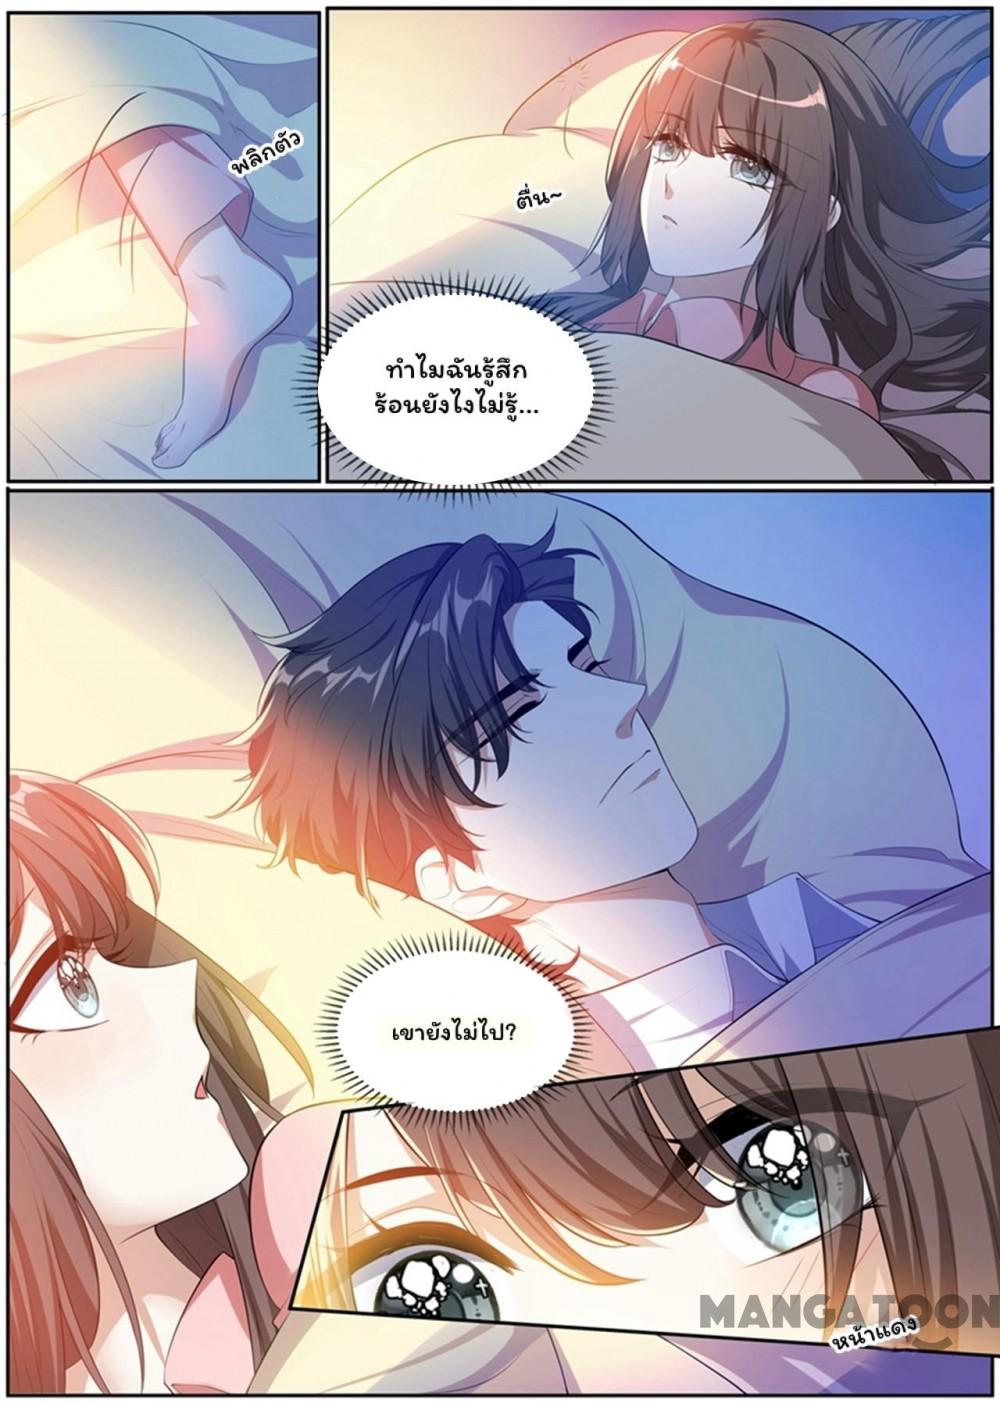 พลิกตัว
ตื่น~
ทำไมฉันรู้สึก
ร้อนยังไงไม่รู้...
เขายังไม่ไป?
MANGATOON
หน้าแดง